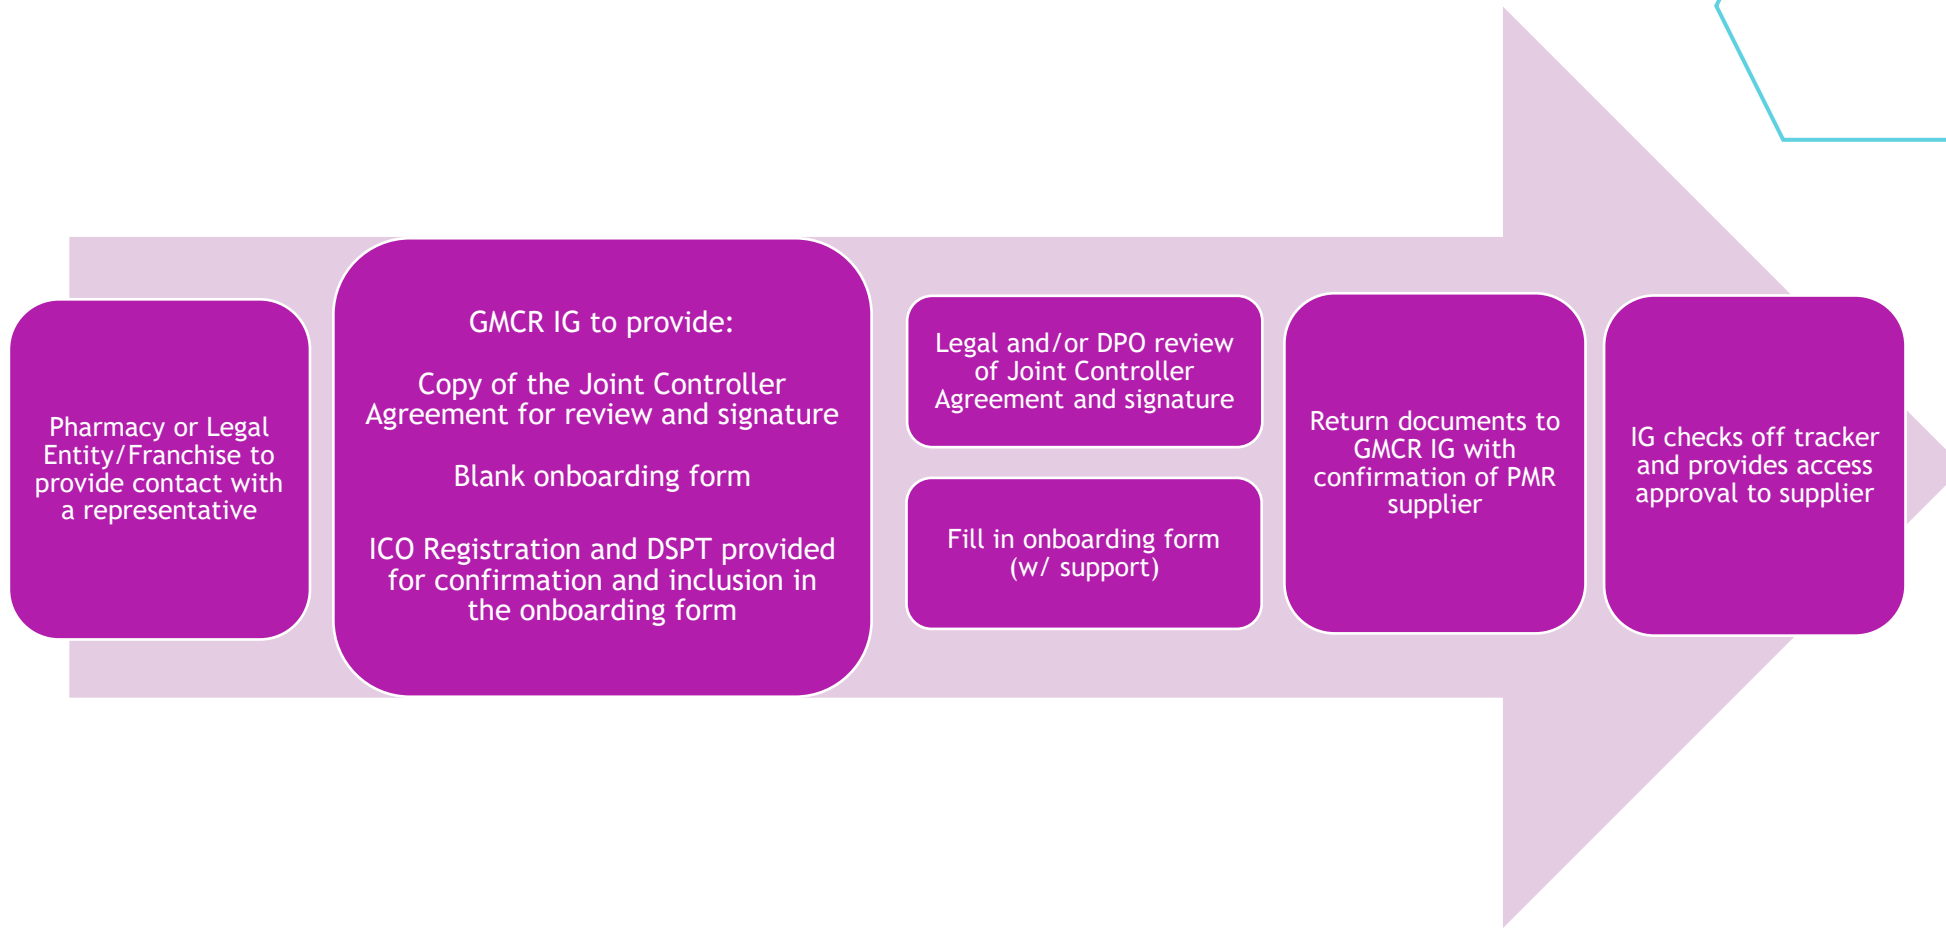 Pharmacy or Legal
Entity/Franchise to
provide contact with
a representative
GMCR IG to provide:
Copy of the Joint Controller
Agreement for review and signature
Blank onboarding form
ICO Registration and DSPT provided
for confirmation and inclusion in
the onboarding form
Legal and/or DPO review
of Joint Controller
Agreement and signature
Fill in onboarding form
(w/ support)
Return documents to
GMCR IG with
confirmation of PMR
supplier
IG checks off tracker
and provides access
approval to supplier